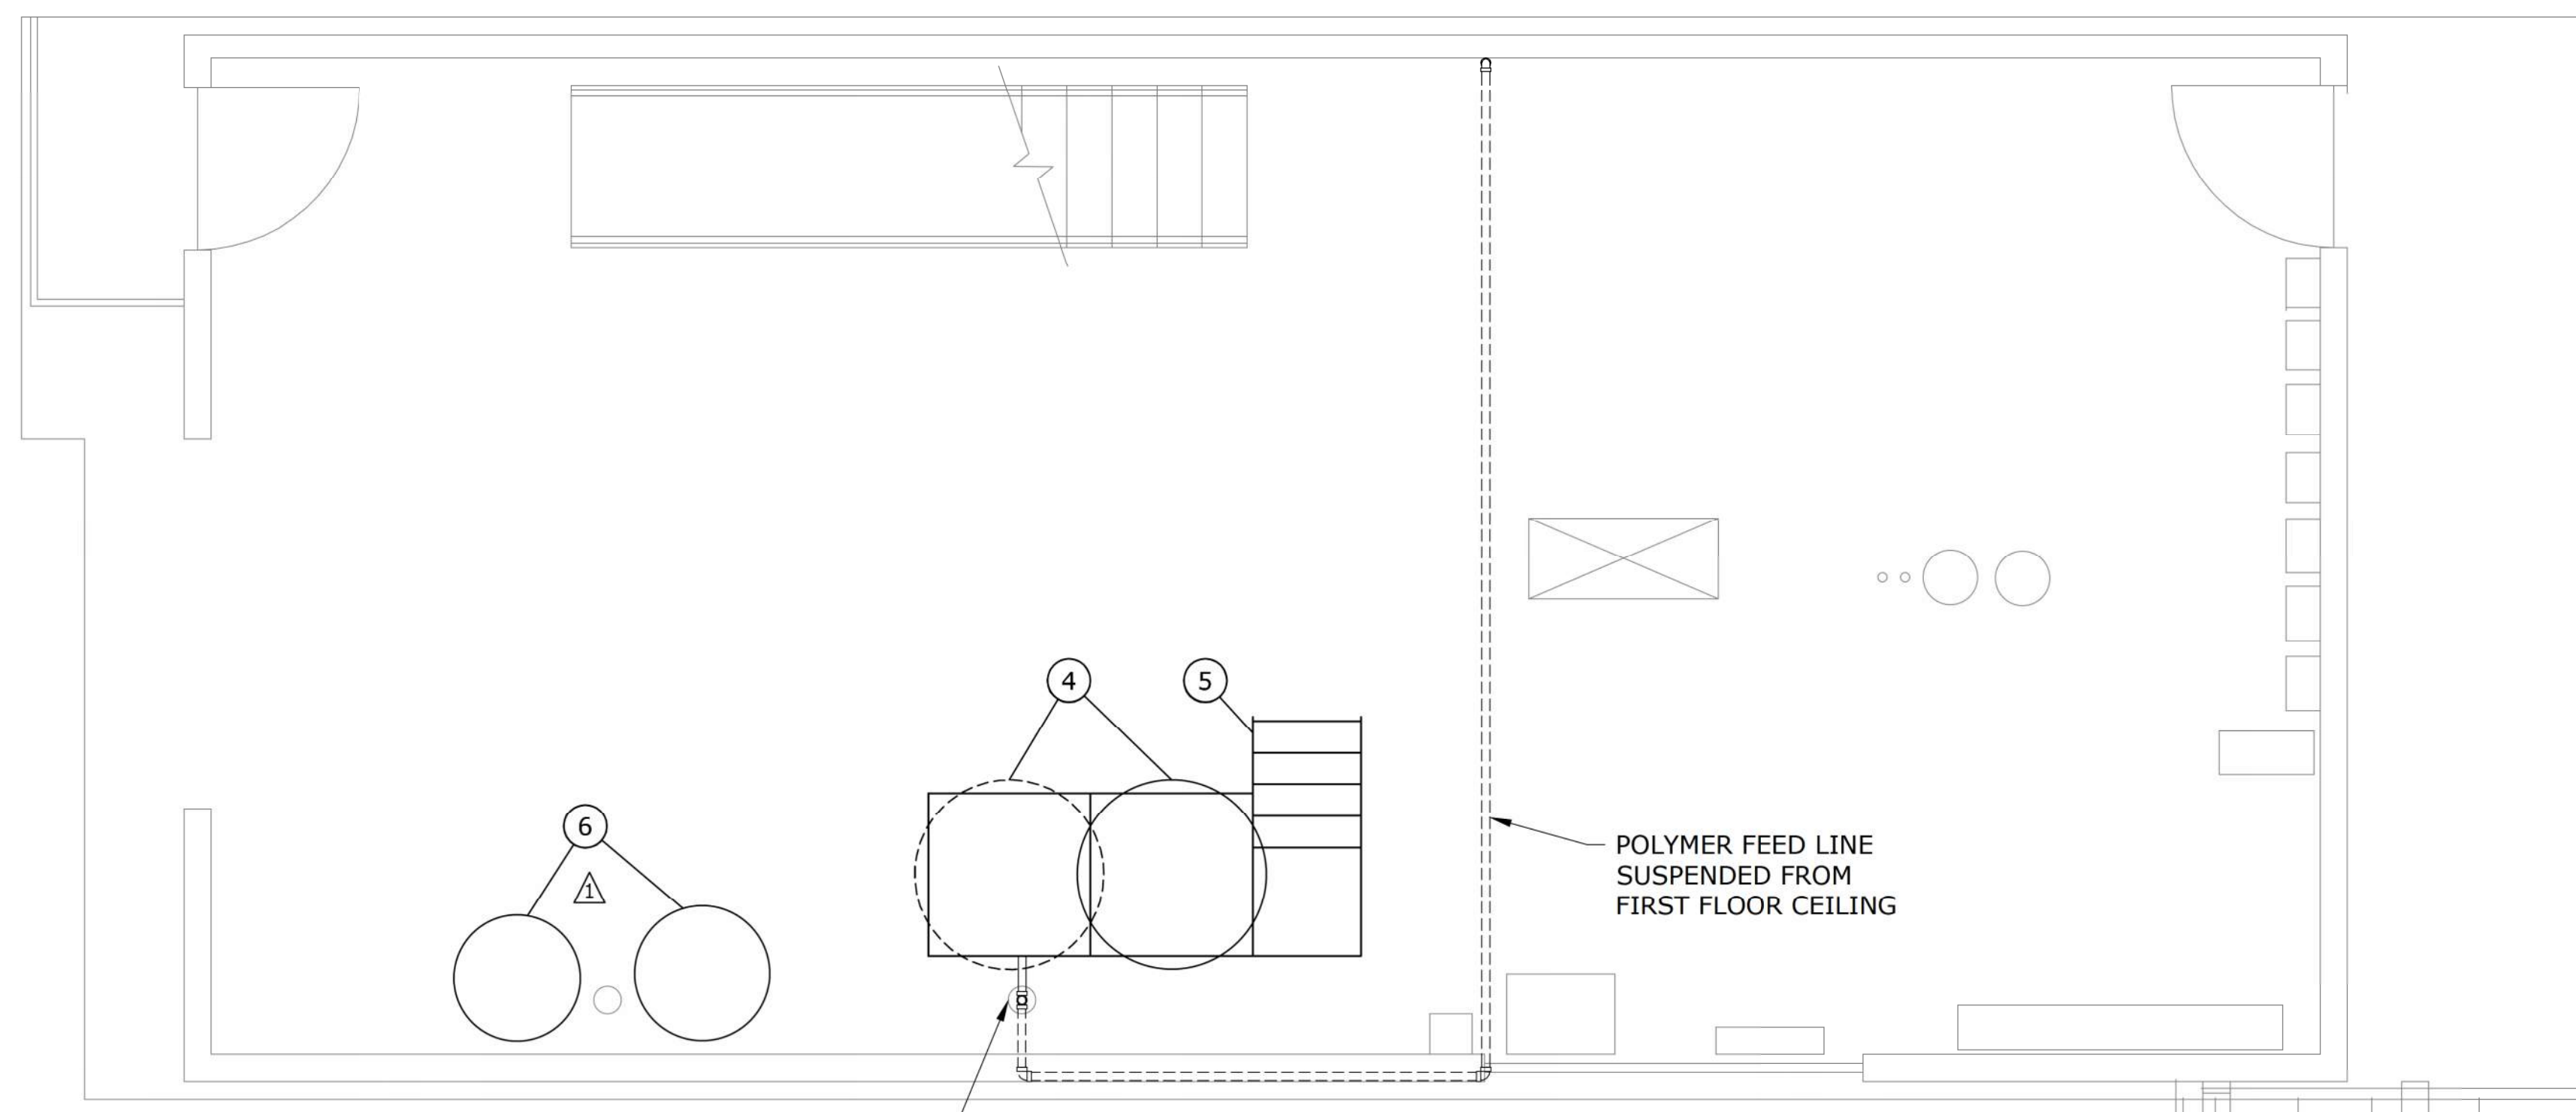 4
5
6
1
POLYMER FEED LINE
SUSPENDED FROM
FIRST FLOOR CEILING